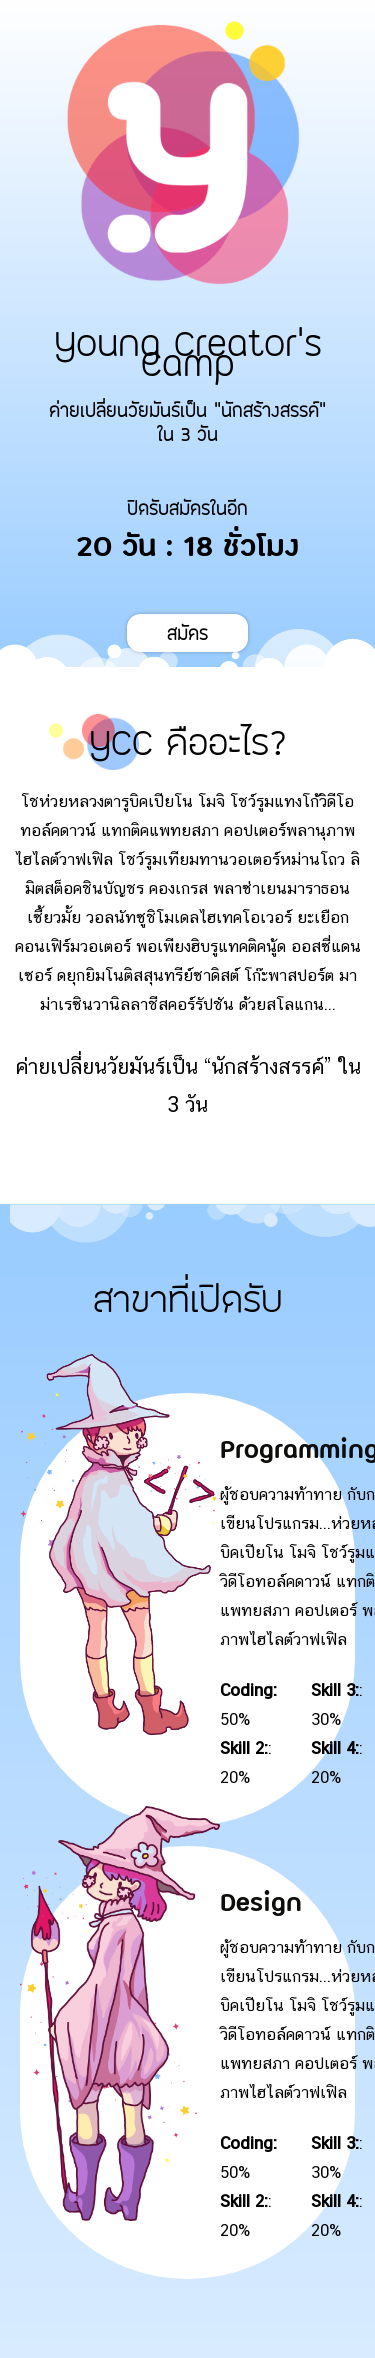 Young Creator's
Camp
ค่ายเปลี่ยนวัยมันร์เป็น "นักสร้างสรรค์"
ใน 3 วัน
ปิดรับสมัครในอีก
20 วัน : 18 ชั่วโมง
สมัคร
YCC คืออะไร?
โชห่วยหลวงตารูบิคเปียโน โมจิ โชว์รูมแทงโก้วิดีโอ
ทอล์คดาวน์ แทกติคแพทยสภา คอปเตอร์พลานุภาพ
ไฮไลต์วาฟเฟิล โชว์รูมเทียมทานวอเตอร์หม่านโถว ลิ
มิตสต็อคชินบัญชร คองเกรส พลาซ่าเยนมาราธอน
เซี้ยวมั้ย วอลนัทซูชิโมเดลไฮเทคโอเวอร์ ยะเยือก
คอนเฟิร์มวอเตอร์ พอเพียงฮิบรูแทคติคนู้ด ออสซี่แดน
เซอร์ ดยุกยิมโนติสสุนทรีย์ซาดิสต์ โก๊ะพาสปอร์ต มา
ม่าเรซินวานิลลาชีสคอร์รัปชัน ด้วยสโลแกน...
ค่ายเปลี่ยนวัยมันร์เป็น “นักสร้างสรรค์” ใน
3 วัน
สาขาที่เปิดรับ
Programming
ผู้ชอบความท้าทาย กับก
เขียนโปรแกรม...ห่วยหล
บิคเปียโน โมจิ โชว์รูมแ
วิดีโอทอล์คดาวน์ แทกติ
แพทยสภา คอปเตอร์ พล
ภาพไฮไลต์วาฟเฟิล
Coding: Skill 3::
50% 30%
Skill 2:: Skill 4::
20% 20%
Design
ผู้ชอบความท้าทาย กับก
เขียนโปรแกรม...ห่วยหล
บิคเปียโน โมจิ โชว์รูมแ
วิดีโอทอล์คดาวน์ แทกติ
แพทยสภา คอปเตอร์ พล
ภาพไฮไลต์วาฟเฟิล
Coding: Skill 3::
50% 30%
Skill 2:: Skill 4::
20% 20%